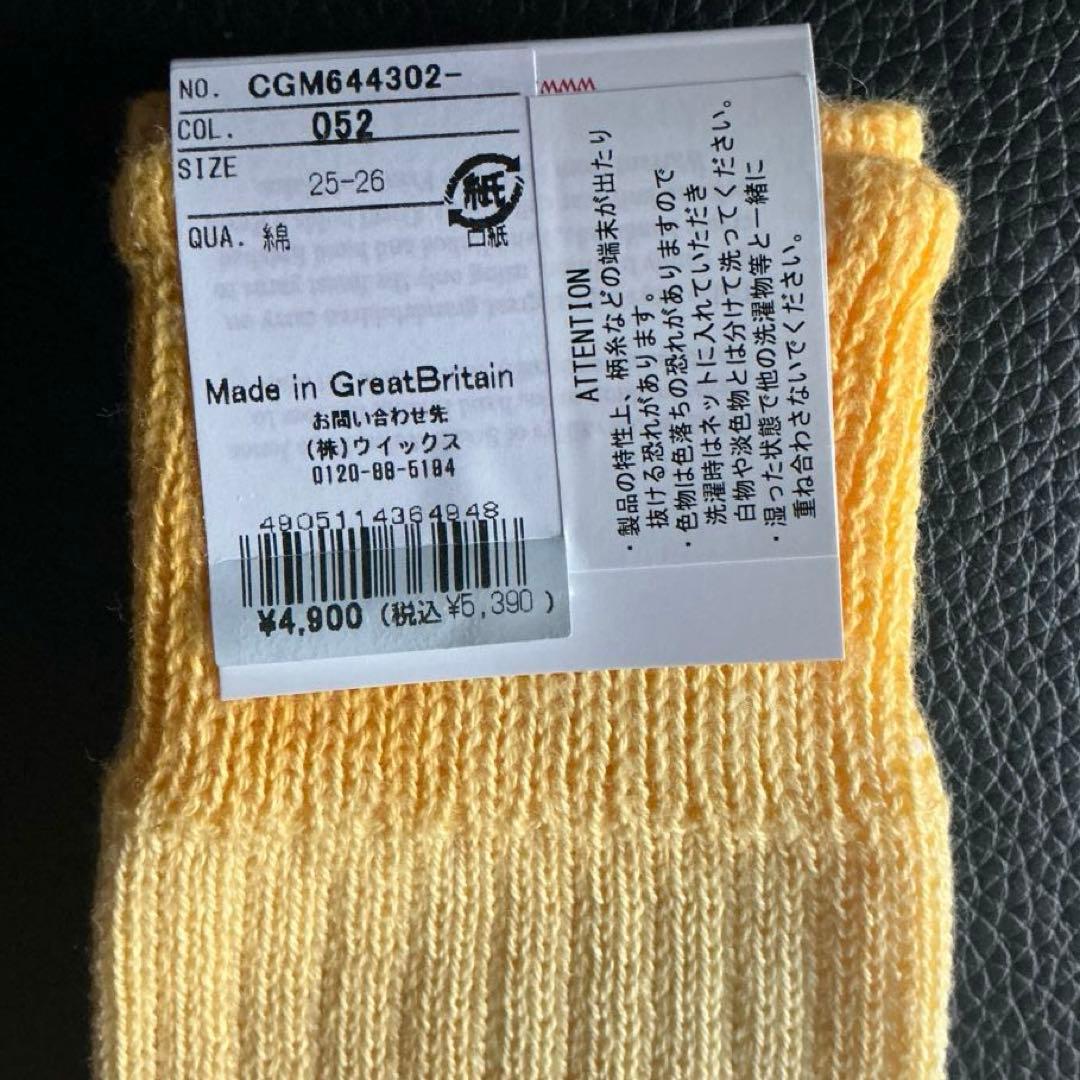 NO. CGM644302-
COL. 052
SIZE
25-26
紙
口紙
QUA. 綿
Made in GreatBritain
お問い合わせ先
(株)ウイックス
0120-88-5184
4905114364948
¥4,900 (税込¥5,390)
ATTENTION
・製品の特性上、柄糸などの端末が出たり
抜ける恐れがあります。
・色物は色落ちの恐れがありますので
洗濯時はネットに入れていただき
白物や淡色物とは分けて洗ってください。
・湿った状態で他の洗濯物等と一緒に
重ね合わさないでください。